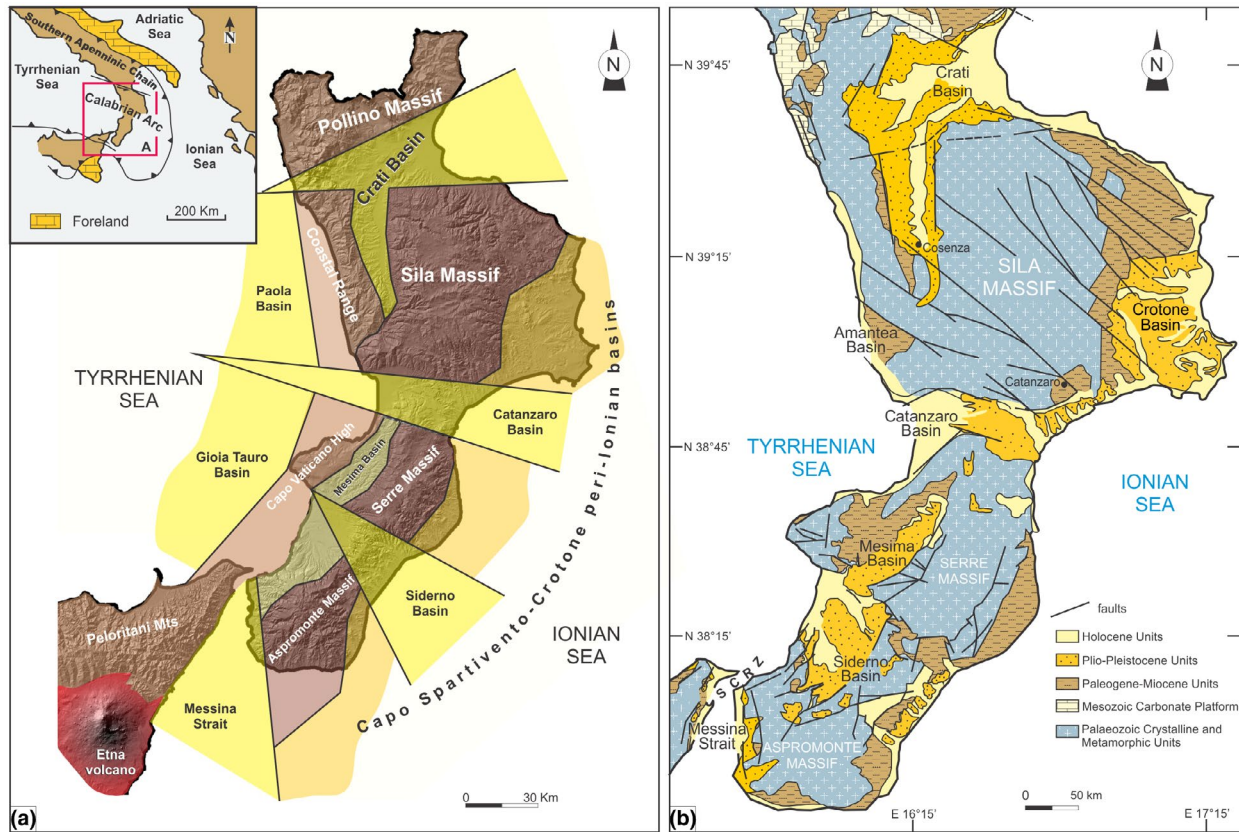 Adriatic
Sea
N
Southern Apenninic Chain
Tyrrhenian
Sea
Calabrian Arc
A
Ionian
Sea
200 Km
Foreland
N
Pollino Massif
Crati Basin
Coastal Range
Sila Massif
Paola
Basin
TYRRHENIAN
SEA
Catanzaro
Basin
Gioia Tauro
Basin
Capo Vaticano High
Mesima Basin
Serre Massif
Siderno
Basin
Aspromonte Massif
Peloritani Mts
IONIAN
SEA
Capo Spartivento-Crotone peri-Ionian basins
Messina
Strait
Etna
volcano
0 30 Km
(a)
N
N 39°45'
Crati
Basin
Cosenza
N 39°15'
SILA
MASSIF
Crotone
Basin
Amantea
Basin
Catanzaro
Catanzaro
Basin
N 38°45'
TYRRHENIAN
SEA
IONIAN
SEA
Mesima
Basin
SERRE
MASSIF
faults
Holocene Units
Plio-Pleistocene Units
Paleogene-Miocene Units
Mesozoic Carbonate Platform
Palaeozoic Crystalline and
Metamorphic Units
N 38°15'
Siderno
Basin
SCRZ
Messina
Strait
ASPROMONTE
MASSIF
0 50 km
E 16°15'
E 17°15'
(b)